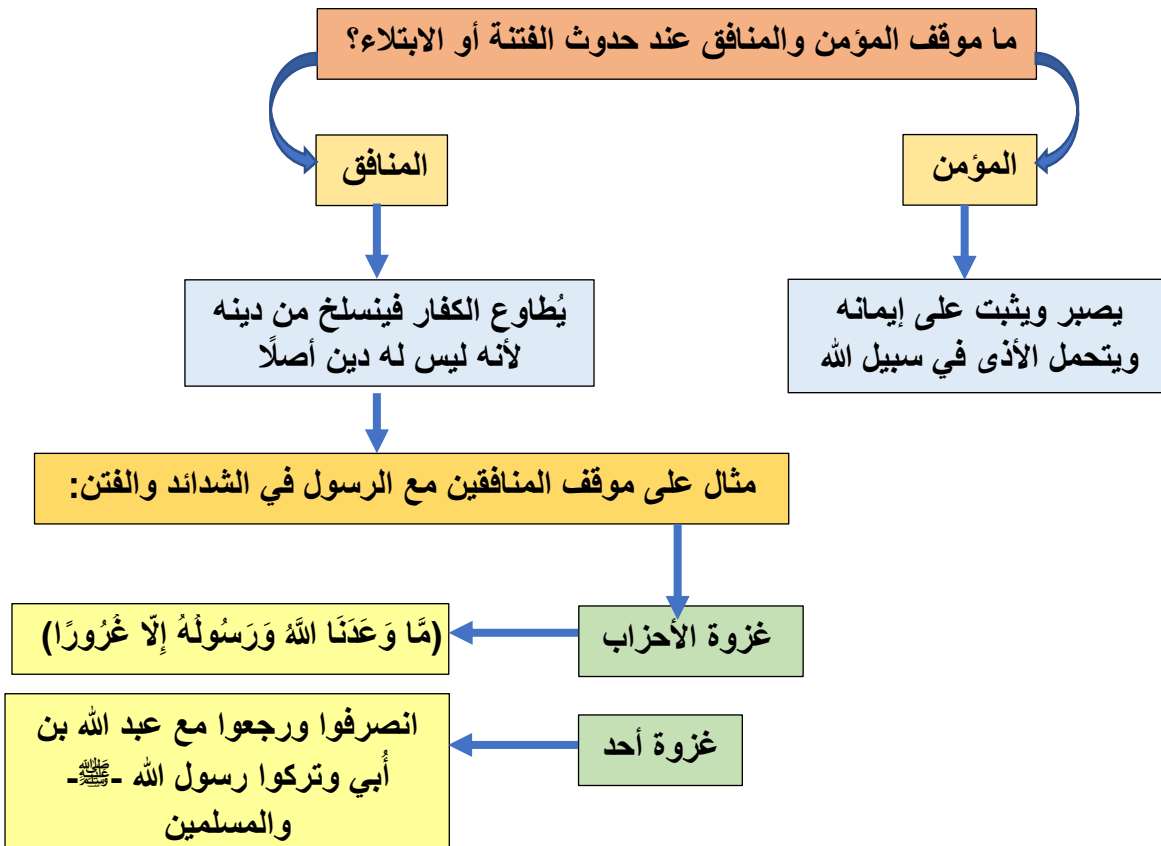 ما موقف المؤمن والمنافق عند حدوث الفتنة أو الابتلاء؟
المؤمن
المنافق
يصبر ويثبت على إيمانه
ويتحمل الأذى في سبيل الله
يُطاوع الكفار فينسلخ من دينه
لأنه ليس له دين أصلًا
مثال على موقف المنافقين مع الرسول في الشدائد والفتن:
غزوة الأحزاب
(مَّا وَعَدَنَا اللَّهُ وَرَسُولُهُ إِلَّا غُرُورًا)
غزوة أحد
انصرفوا ورجعوا مع عبد الله بن
أُبي وتركوا رسول الله -ﷺ-
والمسلمين